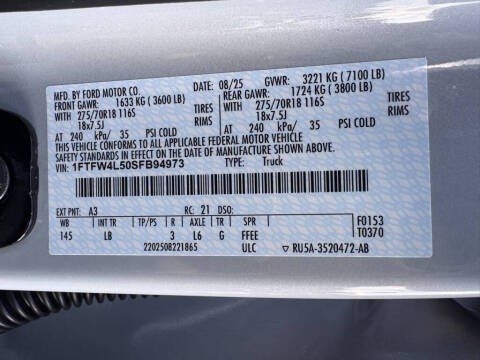 MFD. BY FORD MOTOR CO. DATE: 08/25 GVWR: 3221 KG ( 7100 LB)
FRONT GAWR: 1633 KG ( 3600 LB) REAR GAWR: 1724 KG ( 3800 LB)
275/70R18 116S TIRES 275/70R18 116S TIRES
18x7.5J RIMS 18x7.5J RIMS
AT 240 kPa/ 35 PSI COLD AT 240 kPa/ 35 PSI COLD
THIS VEHICLE CONFORMS TO ALL APPLICABLE FEDERAL MOTOR VEHICLE
SAFETY STANDARDS IN EFFECT ON THE DATE OF MANUFACTURE SHOWN ABOVE.
VIN: 1FTFW4L50SFB94973 TYPE: Truck
EXT PNT: A3 RC: 21 DSO:
WB INT TR TP/PS R AXLE TR SPR F0153
145 LB 3 L6 G FFEE T0370
2202508221865 ULC RU5A-3520472-AB